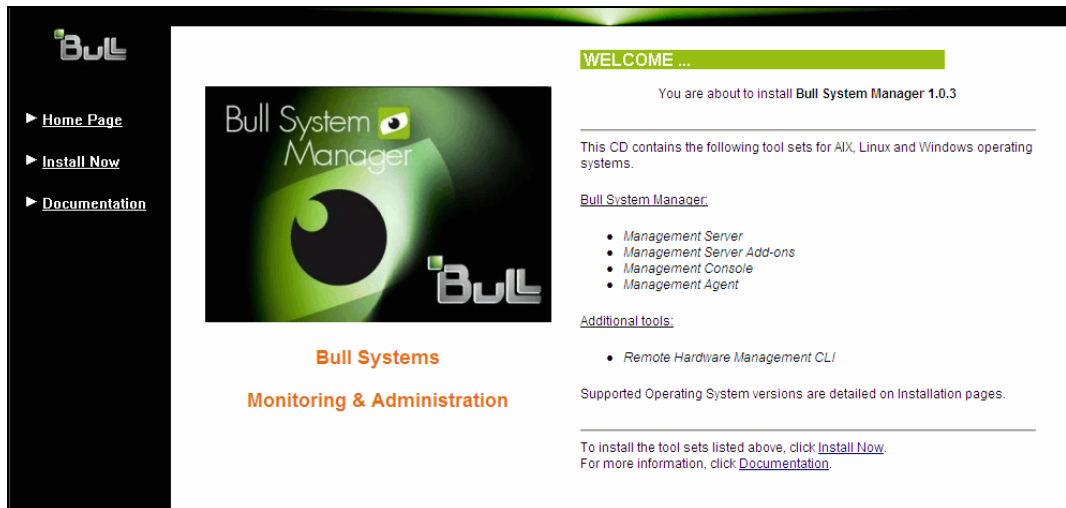 Bull
Home Page
Install Now
Documentation
Bull System
Manager
Bull
Bull Systems
Monitoring & Administration
WELCOME ...
You are about to install Bull System Manager 1.0.3
This CD contains the following tool sets for AIX, Linux and Windows operating
systems.
Bull System Manager:
• Management Server
• Management Server Add-ons
• Management Console
• Management Agent
Additional tools:
• Remote Hardware Management CLI
Supported Operating System versions are detailed on Installation pages.
To install the tool sets listed above, click Install Now.
For more information, click Documentation.